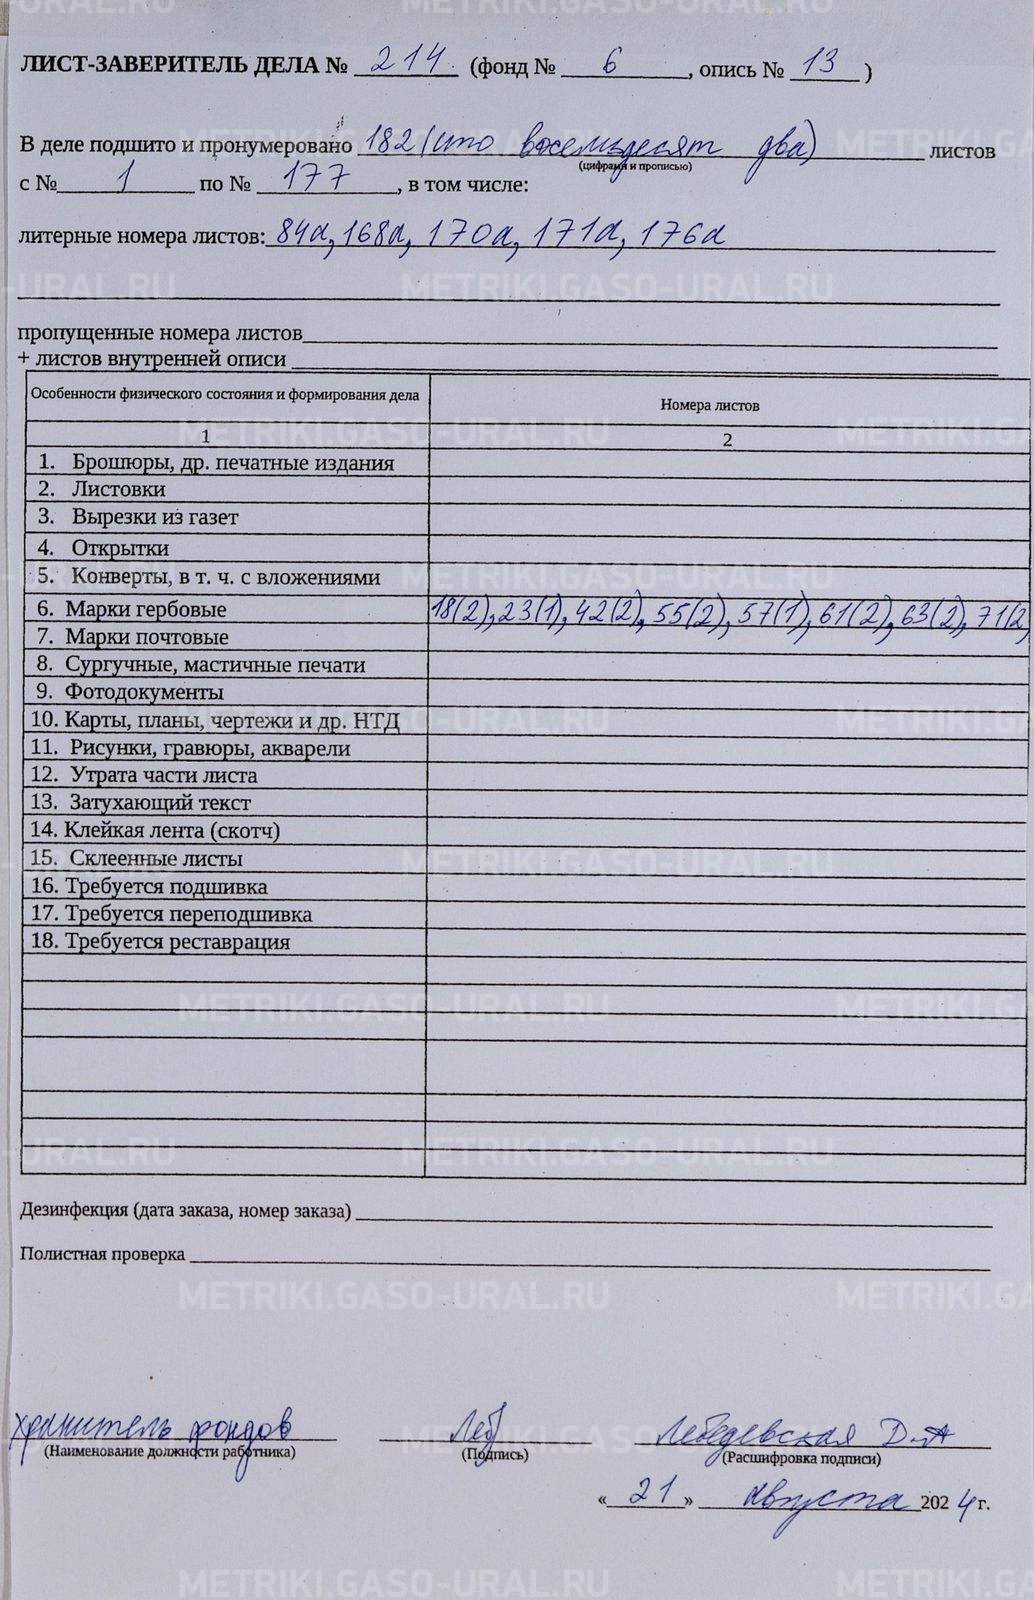 ЛИСТ-ЗАВЕРИТЕЛЬ ДЕЛА № 214. (фонд № 6, опись № 13)
В деле подшито и пронумеровано 182 (сто восемьдесят два) листов
(цифрами и прописью)
с № 1 по № 177, в том числе:
литерные номера листов: 84а, 168а, 170а, 171а, 176а
пропущенные номера листов
+ листов внутренней описи
Особенности физического состояния и формирования дела Номера листов
1 2
1. Брошюры, др. печатные издания
2. Листовки
3. Вырезки из газет
4. Открытки
5. Конверты, в т. ч. с вложениями
6. Марки гербовые 18(2), 23(1), 42(2), 55(2), 57(1), 61(2), 63(2), 71(2)
7. Марки почтовые
8. Сургучные, мастичные печати
9. Фотодокументы
10. Карты, планы, чертежи и др. НТД
11. Рисунки, гравюры, акварели
12. Утрата части листа
13. Затухающий текст
14. Клейкая лента (скотч)
15. Склеенные листы
16. Требуется подшивка
17. Требуется переподшивка
18. Требуется реставрация
Дезинфекция (дата заказа, номер заказа)
Полистная проверка
хранитель фондов Леб Лебедевская Д.А
(Наименование должности работника) (Подпись) (Расшифровка подписи)
«21» августа 2024 г.
METRIKI.GASO-URAL.RU